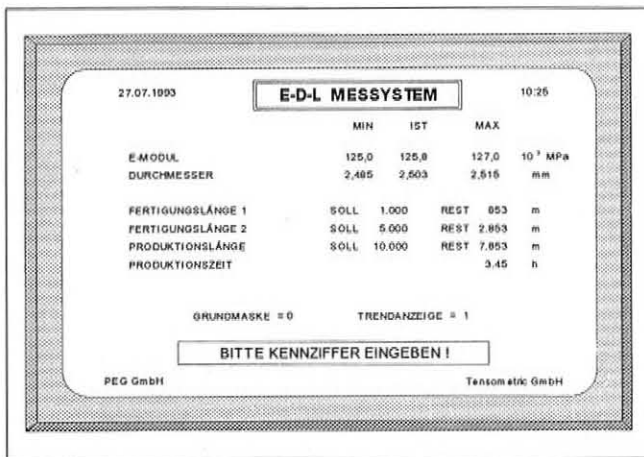 27.07.1993 E-D-L MESSYSTEM 10:25
MIN IST MAX
E-MODUL 125,0 125,8 127,0 10³ MPa
DURCHMESSER 2,485 2,503 2,515 mm
FERTIGUNGSLÄNGE 1 SOLL 1.000 REST 853 m
FERTIGUNGSLÄNGE 2 SOLL 5.000 REST 2.853 m
PRODUKTIONSLÄNGE SOLL 10.000 REST 7.853 m
PRODUKTIONSZEIT 3.45 h
GRUNDMASKE = 0 TRENDANZEIGE = 1
BITTE KENNZIFFER EINGEBEN !
PEG GmbH Tensometric GmbH